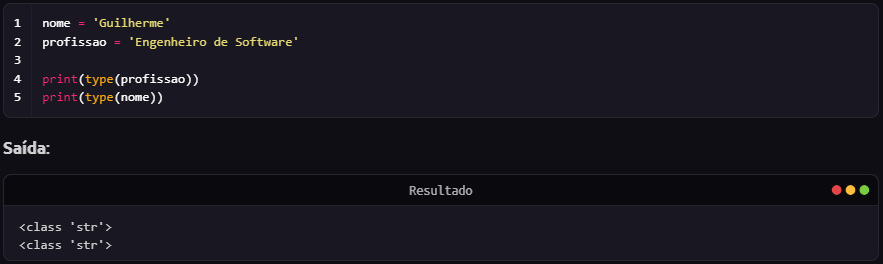 1 nome = 'Guilherme'
2 profissao = 'Engenheiro de Software'
3
4 print(type(profissao))
5 print(type(nome))
Saída:
Resultado
<class 'str'>
<class 'str'>